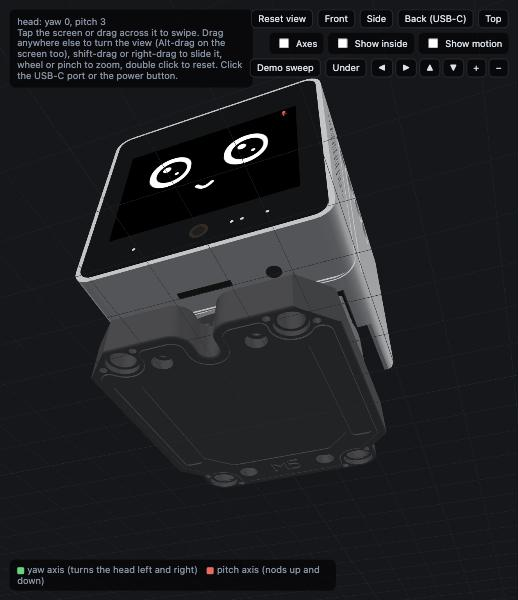 head: yaw 0, pitch 3
Tap the screen or drag across it to swipe. Drag
anywhere else to turn the view (Alt-drag on the
screen too), shift-drag or right-drag to slide it,
wheel or pinch to zoom, double click to reset. Click
the USB-C port or the power button.
Reset view Front Side Back (USB-C) Top
Axes Show inside Show motion
Demo sweep Under ◀ ▶ ▲ ▼ + −
M5
yaw axis (turns the head left and right) pitch axis (nods up and
down)